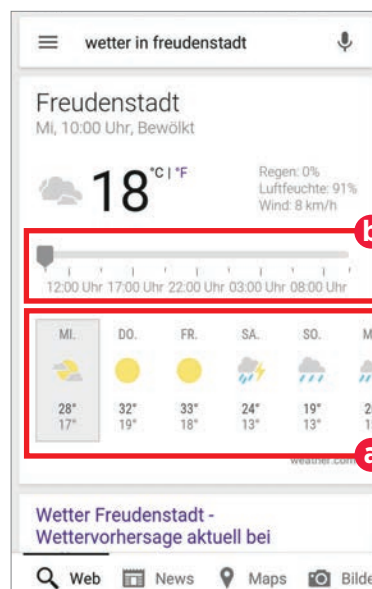 wetter in freudenstadt
Freudenstadt
Mi, 10:00 Uhr, Bewölkt
18 °C | °F
Regen: 0%
Luftfeuchte: 91%
Wind: 8 km/h
b
12:00 Uhr 17:00 Uhr 22:00 Uhr 03:00 Uhr 08:00 Uhr
MI. DO. FR. SA. SO. M
28° 32° 33° 24° 19° 2
17° 19° 18° 13° 13° 1
a
weather.com
Wetter Freudenstadt -
Wettervorhersage aktuell bei
Web News Maps Bilde